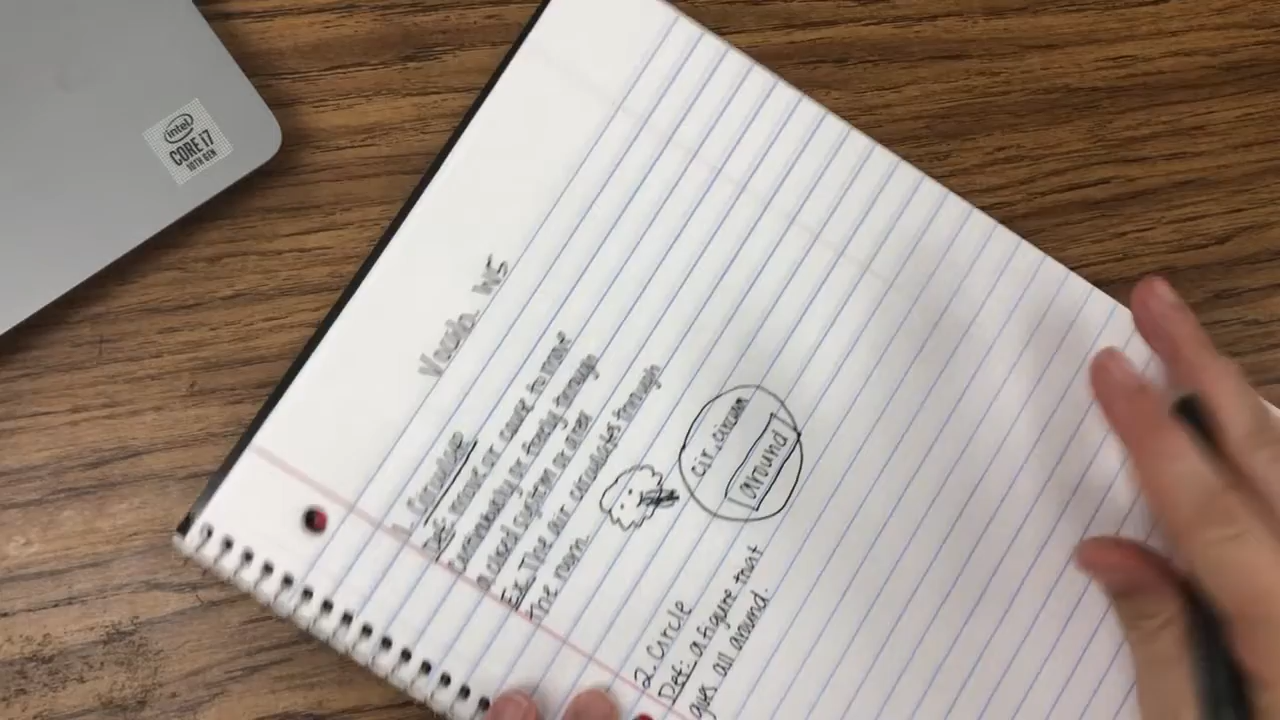 intel
CORE i7
10TH GEN
Vocab. WS
1. Circulate
Def: move or cause to move
continuously or freely through
a closed system or area
Ex: The air circulates through
the room.
cir, circum
around
2. Circle
Def: a figure that
goes all around.